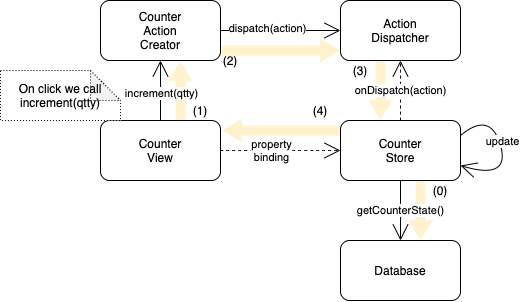 Counter
Action
Creator
dispatch(action)
Action
Dispatcher
(2)
(3)
On click we call
increment(qtty)
increment(qtty)
onDispatch(action)
(1)
(4)
Counter
View
property
binding
Counter
Store
update
(0)
getCounterState()
Database